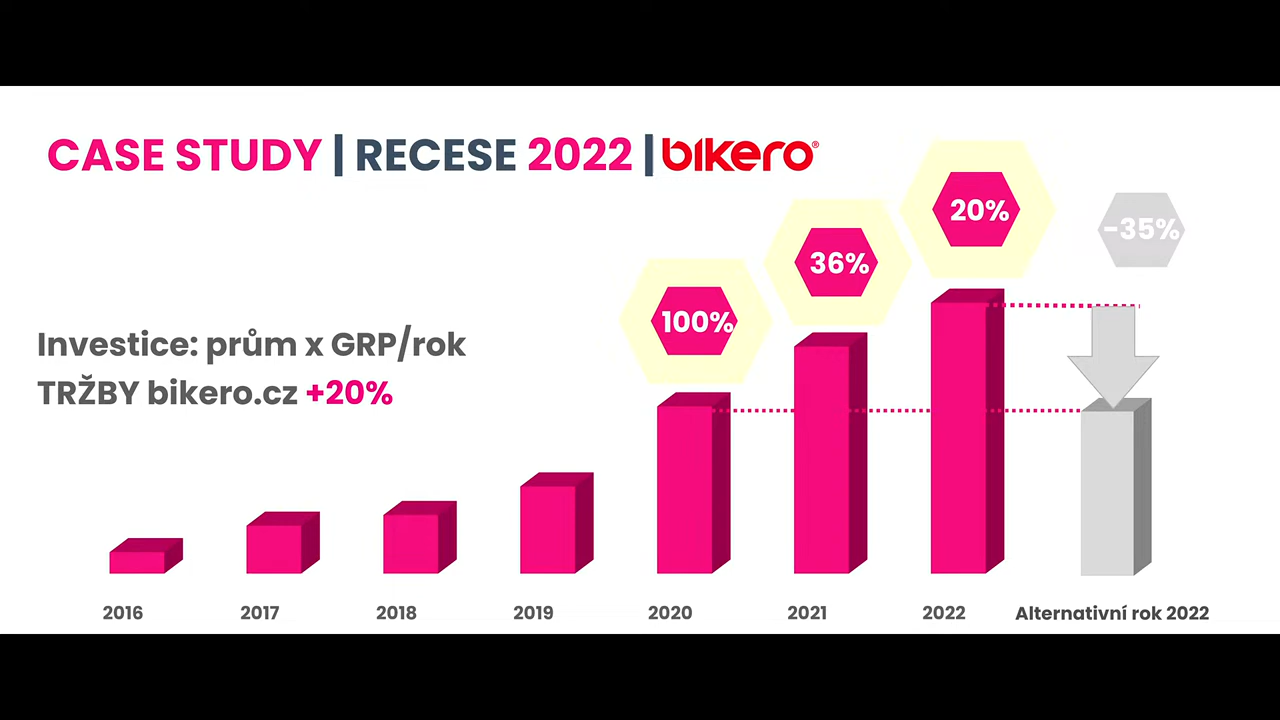 CASE STUDY | RECESE 2022 | bikero®
20%
-35%
36%
100%
Investice: prům x GRP/rok
TRŽBY bikero.cz +20%
2016 2017 2018 2019 2020 2021 2022 Alternativní rok 2022